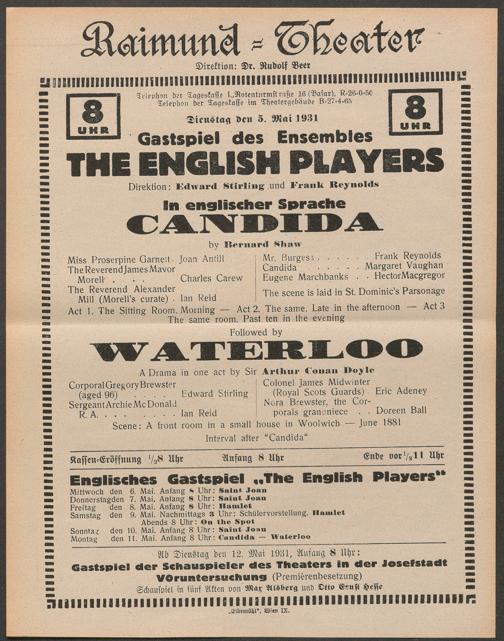 Raimund-Theater
Direktion: Dr. Rudolf Beer
8 UHR
Telephon der Tageskasse I., Rotenturmstraße 16 (Basar), R-26-0-56
Telephon der Tageskasse im Theatergebäude B-27-4-65
8 UHR
Dienstag den 5. Mai 1931
Gastspiel des Ensembles
THE ENGLISH PLAYERS
Direktion: Edward Stirling und Frank Reynolds
In englischer Sprache
CANDIDA
by Bernard Shaw
Miss Proserpine Garnett . Joan Antill
The Reverend James Mavor
Morell . . . . Charles Carew
The Reverend Alexander
Mill (Morell's curate) . Ian Reid
Mr. Burgess . . . . . Frank Reynolds
Candida . . . . . Margaret Vaughan
Eugene Marchbanks . . Hector Macgregor
The scene is laid in St. Dominic's Parsonage
Act 1. The Sitting Room. Morning — Act 2. The same. Late in the afternoon — Act 3
The same room. Past ten in the evening
Followed by
WATERLOO
A Drama in one act by Sir Arthur Conan Doyle
Corporal Gregory Brewster
(aged 96) . . . . Edward Stirling
Sergeant Archie McDonald
R. A. . . . . . . . Ian Reid
Colonel James Midwinter
(Royal Scots Guards) Eric Adeney
Nora Brewster, the Cor-
porals grandniece . . Doreen Ball
Scene: A front room in a small house in Woolwich — June 1881
Interval after "Candida"
Kassen-Eröffnung ½8 Uhr Anfang 8 Uhr Ende vor ½11 Uhr
Englisches Gastspiel „The English Players"
Mittwoch den 6. Mai. Anfang 8 Uhr: Saint Joan
Donnerstag den 7. Mai. Anfang 8 Uhr: Saint Joan
Freitag den 8. Mai. Anfang 8 Uhr: Hamlet
Samstag den 9. Mai. Nachmittags 3 Uhr: Schülervorstellung. Hamlet
Abends 8 Uhr: On the Spot
Sonntag den 10. Mai. Anfang 8 Uhr: Saint Joan
Montag den 11. Mai. Anfang 8 Uhr: Candida — Waterloo
Ab Dienstag den 12. Mai 1931, Anfang 8 Uhr:
Gastspiel der Schauspieler des Theaters in der Josefstadt
Voruntersuchung (Premièrenbesetzung)
Schauspiel in fünf Akten von Max Alsberg und Otto Ernst Hesse
„Elbemühl", Wien IX.